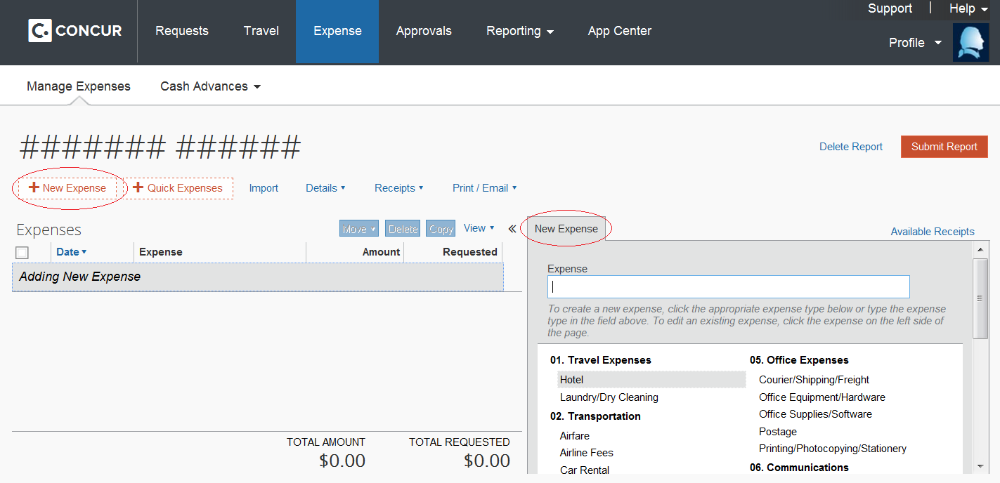 Support | Help
C. CONCUR Requests Travel Expense Approvals Reporting App Center
Profile
Manage Expenses Cash Advances
####### ######
Delete Report Submit Report
+ New Expense + Quick Expenses Import Details Receipts Print / Email
Expenses Move Delete Copy View «
Date Expense Amount Requested
Adding New Expense
TOTAL AMOUNT TOTAL REQUESTED
$0.00 $0.00
New Expense Available Receipts
Expense
To create a new expense, click the appropriate expense type below or type the expense
type in the field above. To edit an existing expense, click the expense on the left side of
the page.
01. Travel Expenses
Hotel
Laundry/Dry Cleaning
02. Transportation
Airfare
Airline Fees
Car Rental
05. Office Expenses
Courier/Shipping/Freight
Office Equipment/Hardware
Office Supplies/Software
Postage
Printing/Photocopying/Stationery
06. Communications